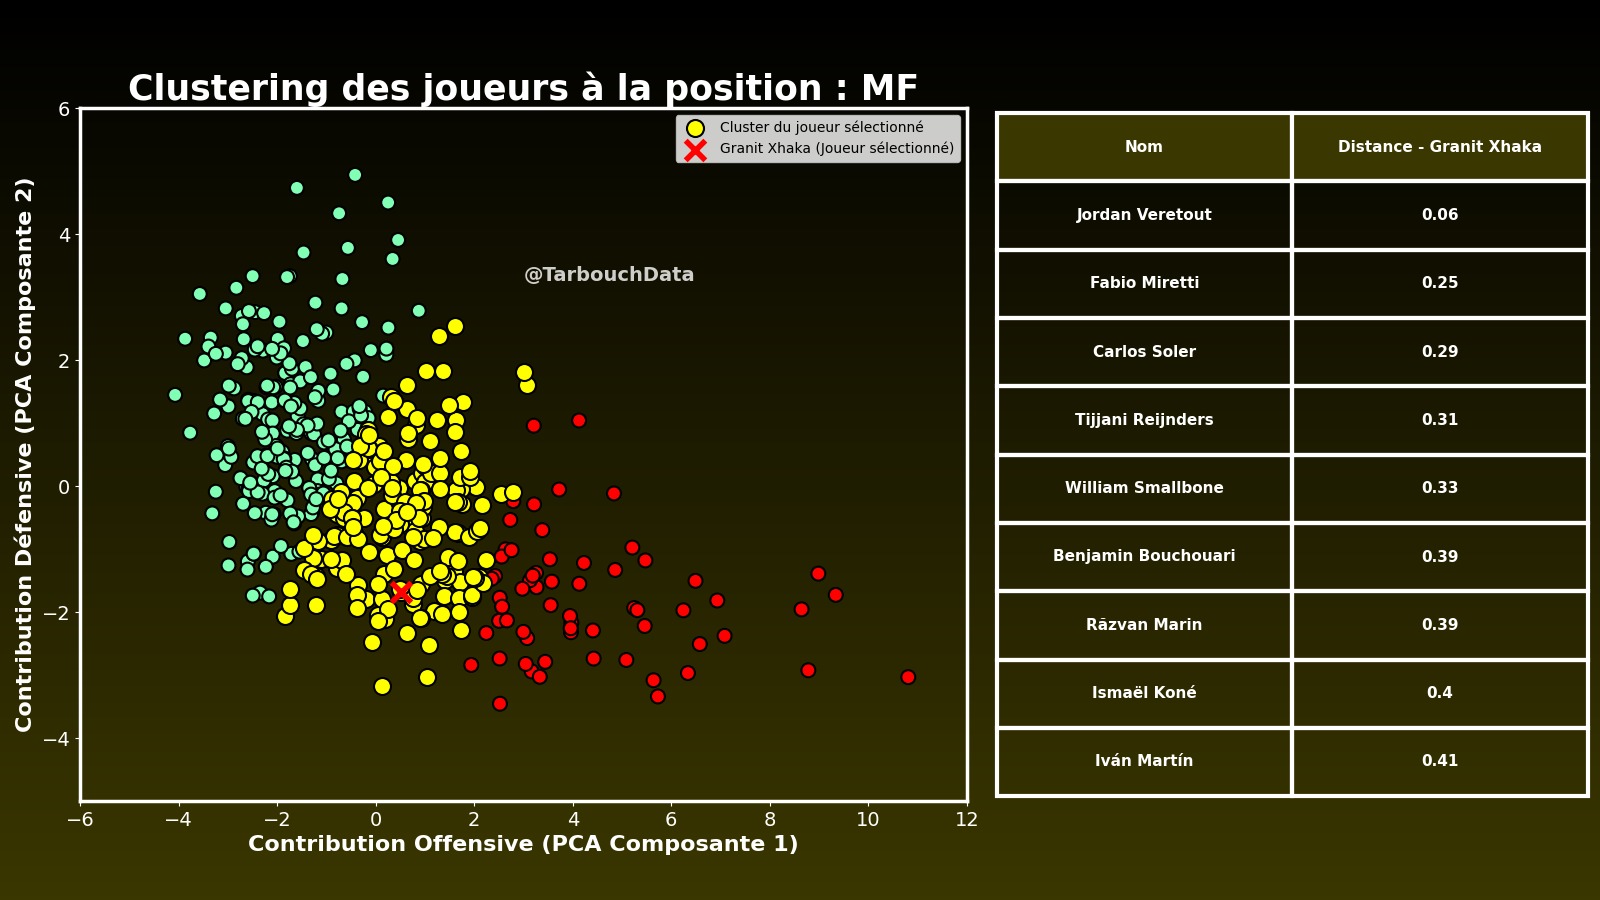 Clustering des joueurs à la position : MF
Cluster du joueur sélectionné
Granit Xhaka (Joueur sélectionné)
@TarbouchData
Contribution Défensive (PCA Composante 2)
6
4
2
0
−2
−4
−6
−4
−2
0
2
4
6
8
10
12
Contribution Offensive (PCA Composante 1)
Nom Distance - Granit Xhaka
Jordan Veretout 0.06
Fabio Miretti 0.25
Carlos Soler 0.29
Tijjani Reijnders 0.31
William Smallbone 0.33
Benjamin Bouchouari 0.39
Răzvan Marin 0.39
Ismaël Koné 0.4
Iván Martín 0.41